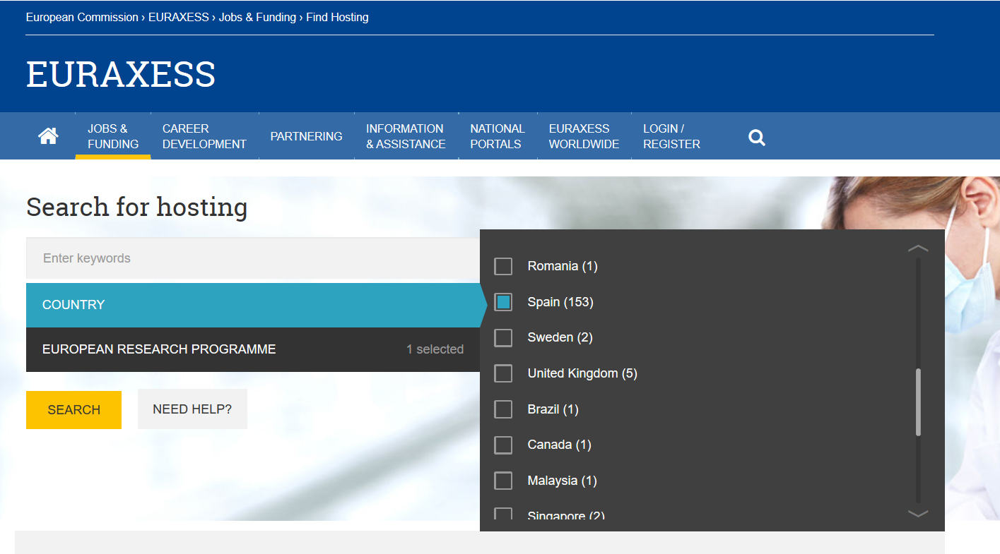 European Commission › EURAXESS › Jobs & Funding › Find Hosting
EURAXESS
JOBS &
FUNDING
CAREER
DEVELOPMENT
PARTNERING
INFORMATION
& ASSISTANCE
NATIONAL
PORTALS
EURAXESS
WORLDWIDE
LOGIN /
REGISTER
Search for hosting
Enter keywords
COUNTRY
EUROPEAN RESEARCH PROGRAMME 1 selected
SEARCH
NEED HELP?
Romania (1)
Spain (153)
Sweden (2)
United Kingdom (5)
Brazil (1)
Canada (1)
Malaysia (1)
Singapore (2)